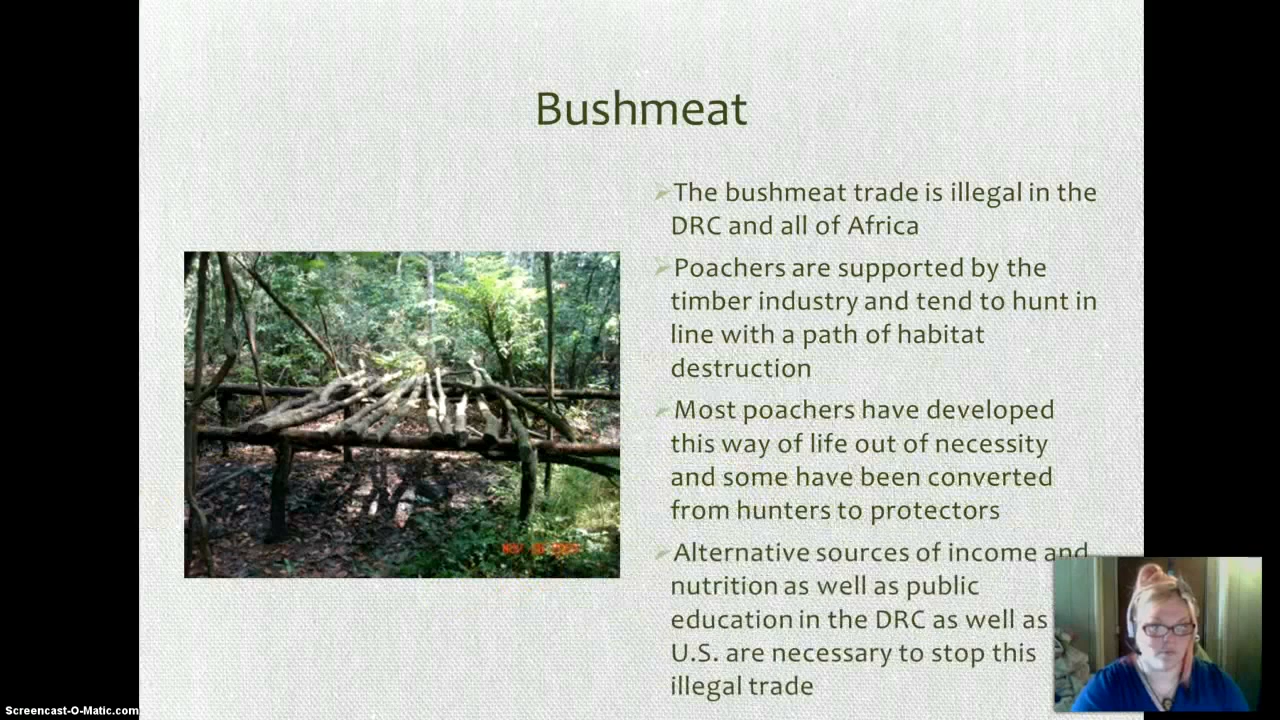 Bushmeat
The bushmeat trade is illegal in the
DRC and all of Africa
Poachers are supported by the
timber industry and tend to hunt in
line with a path of habitat
destruction
Most poachers have developed
this way of life out of necessity
and some have been converted
from hunters to protectors
Alternative sources of income and
nutrition as well as public
education in the DRC as well as
U.S. are necessary to stop this
illegal trade
Screencast-O-Matic.com